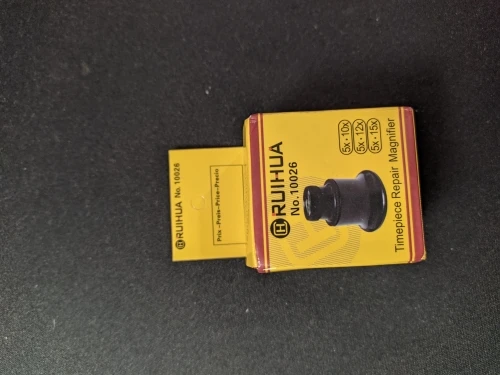 RUIHUA No.10026
Prix-Preis-Price-Precio
H RUIHUA
No.10026
5x·10x
5x·12x
5x·15x
Timepiece Repair Magnifier